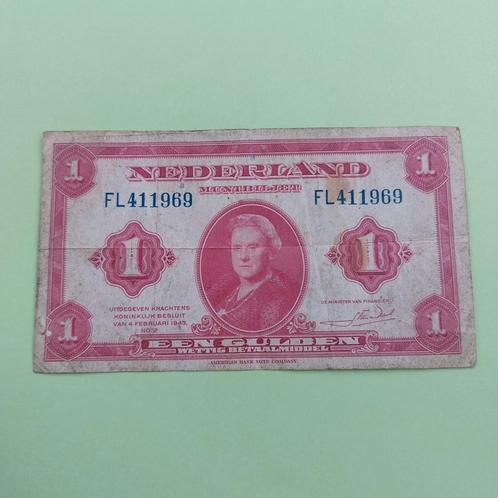 1 NEDERLAND 1
MUNTBILJET
FL411969 FL411969
1 1
UITGEGEVEN KRACHTENS
KONINKLIJK BESLUIT
VAN 4 FEBRUARI 1943,
NO: 2
DE MINISTER VAN FINANCIËN
1 EEN GULDEN 1
WETTIG BETAALMIDDEL
AMERICAN BANK NOTE COMPANY.